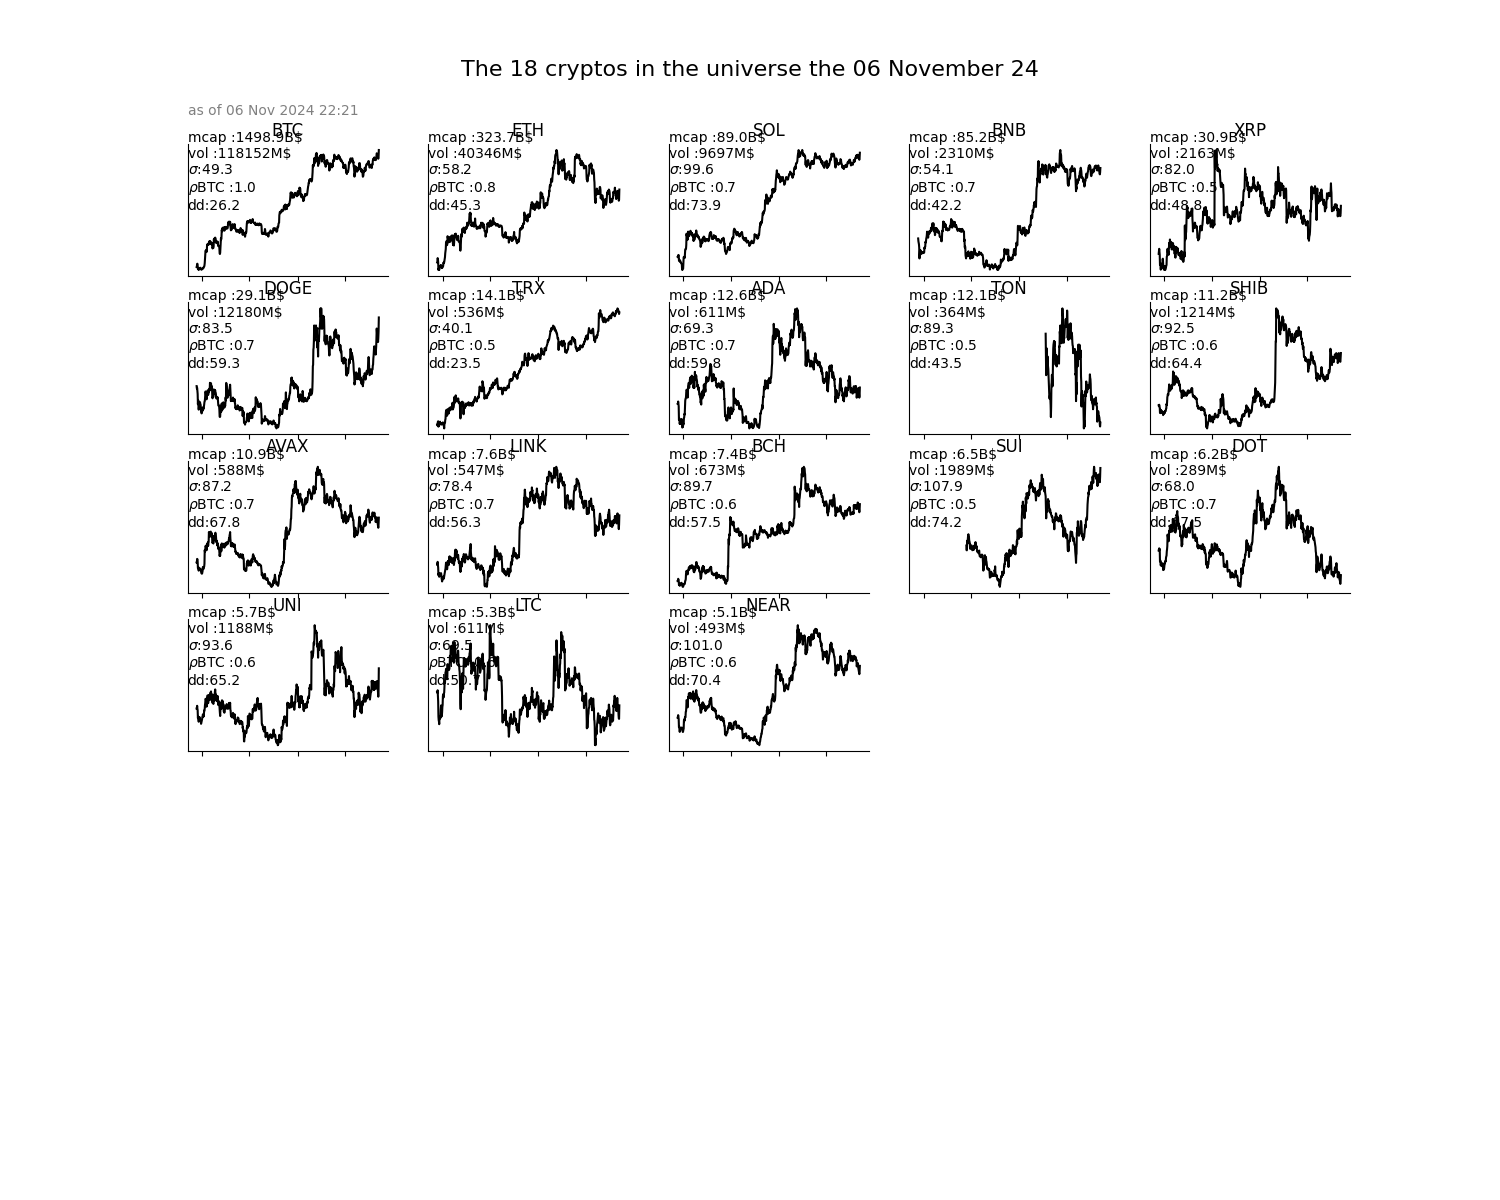 The 18 cryptos in the universe the 06 November 24
as of 06 Nov 2024 22:21
BTC
mcap :1498.9B$
vol :118152M$
σ:49.3
ρBTC :1.0
dd:26.2
ETH
mcap :323.7B$
vol :40346M$
σ:58.2
ρBTC :0.8
dd:45.3
SOL
mcap :89.0B$
vol :9697M$
σ:99.6
ρBTC :0.7
dd:73.9
BNB
mcap :85.2B$
vol :2310M$
σ:54.1
ρBTC :0.7
dd:42.2
XRP
mcap :30.9B$
vol :2163M$
σ:82.0
ρBTC :0.5
dd:48.8
DOGE
mcap :29.1B$
vol :12180M$
σ:83.5
ρBTC :0.7
dd:59.3
TRX
mcap :14.1B$
vol :536M$
σ:40.1
ρBTC :0.5
dd:23.5
ADA
mcap :12.6B$
vol :611M$
σ:69.3
ρBTC :0.7
dd:59.8
TON
mcap :12.1B$
vol :364M$
σ:89.3
ρBTC :0.5
dd:43.5
SHIB
mcap :11.2B$
vol :1214M$
σ:92.5
ρBTC :0.6
dd:64.4
AVAX
mcap :10.9B$
vol :588M$
σ:87.2
ρBTC :0.7
dd:67.8
LINK
mcap :7.6B$
vol :547M$
σ:78.4
ρBTC :0.7
dd:56.3
BCH
mcap :7.4B$
vol :673M$
σ:89.7
ρBTC :0.6
dd:57.5
SUI
mcap :6.5B$
vol :1989M$
σ:107.9
ρBTC :0.5
dd:74.2
DOT
mcap :6.2B$
vol :289M$
σ:68.0
ρBTC :0.7
UNI
mcap :5.7B$
vol :1188M$
σ:93.6
ρBTC :0.6
dd:65.2
LTC
mcap :5.3B$
vol :611M$
NEAR
mcap :5.1B$
vol :493M$
σ:101.0
ρBTC :0.6
dd:70.4